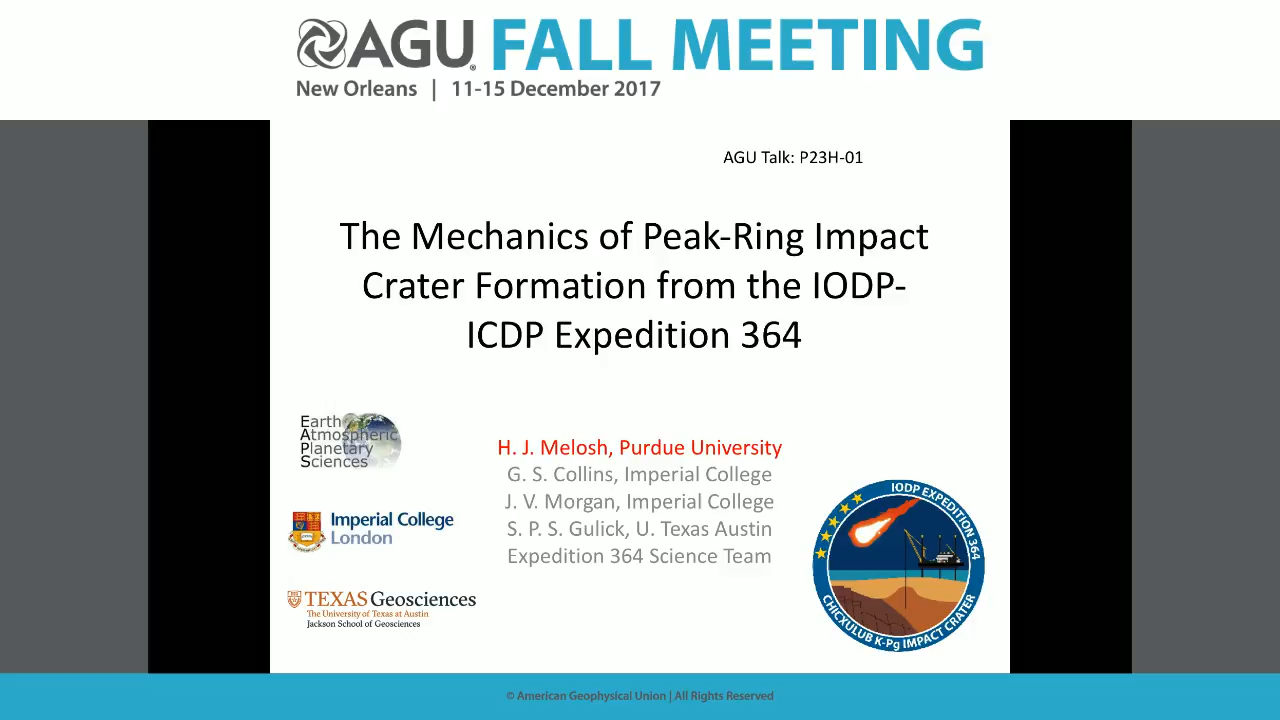 AGU FALL MEETING
New Orleans | 11-15 December 2017
AGU Talk: P23H-01
The Mechanics of Peak-Ring Impact
Crater Formation from the IODP-
ICDP Expedition 364
Earth
Atmospheric
Planetary
Sciences
Imperial College
London
TEXAS Geosciences
The University of Texas at Austin
Jackson School of Geosciences
H. J. Melosh, Purdue University
G. S. Collins, Imperial College
J. V. Morgan, Imperial College
S. P. S. Gulick, U. Texas Austin
Expedition 364 Science Team
IODP EXPEDITION 364
CHICXULUB K-Pg IMPACT CRATER
© American Geophysical Union | All Rights Reserved